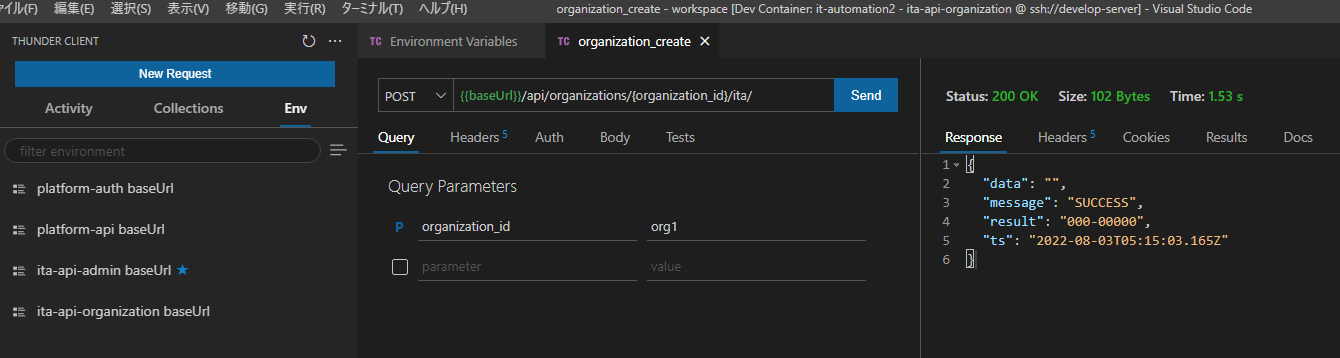 ァイル(F) 編集(E) 選択(S) 表示(V) 移動(G) 実行(R) ターミナル(T) ヘルプ(H) organization_create - workspace [Dev Container: it-automation2 - ita-api-organization @ ssh://develop-server] - Visual Studio Code
THUNDER CLIENT
New Request
Activity Collections Env
filter environment
platform-auth baseUrl
platform-api baseUrl
ita-api-admin baseUrl
ita-api-organization baseUrl
TC Environment Variables TC organization_create
POST {{baseUrl}}/api/organizations/{organization_id}/ita/ Send
Query Headers 5 Auth Body Tests
Query Parameters
P organization_id org1
parameter value
Status: 200 OK Size: 102 Bytes Time: 1.53 s
Response Headers 5 Cookies Results Docs
1 {
2 "data": "",
3 "message": "SUCCESS",
4 "result": "000-00000",
5 "ts": "2022-08-03T05:15:03.165Z"
6 }